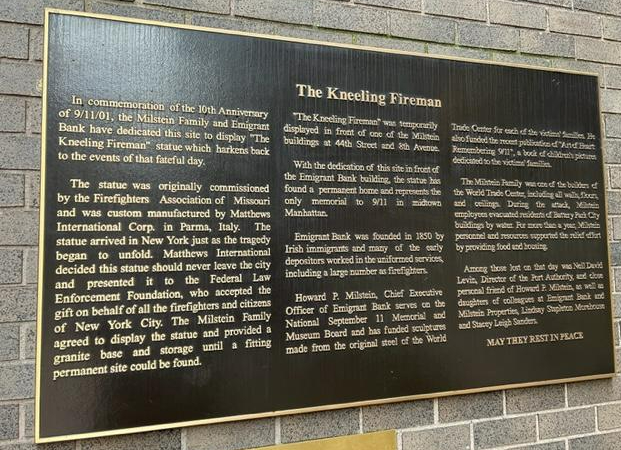 The Kneeling Fireman
In commemoration of the 10th Anniversary
of 9/11/01, the Milstein Family and Emigrant
Bank have dedicated this site to display "The
Kneeling Fireman" statue which harkens back
to the events of that fateful day.
The statue was originally commissioned
by the Firefighters Association of Missouri
and was custom manufactured by Matthews
International Corp. in Parma, Italy. The
statue arrived in New York just as the tragedy
began to unfold. Matthews International
decided this statue should never leave the city
and presented it to the Federal Law
Enforcement Foundation, who accepted the
gift on behalf of all the firefighters and citizens
of New York City. The Milstein Family
agreed to display the statue and provided a
granite base and storage until a fitting
permanent site could be found.
"The Kneeling Fireman" was temporarily
displayed in front of one of the Milstein
buildings at 44th Street and 8th Avenue.
With the dedication of this site in front of
the Emigrant Bank building, the statue has
found a permanent home and represents the
only memorial to 9/11 in midtown
Manhattan.
Emigrant Bank was founded in 1850 by
Irish immigrants and many of the early
depositors worked in the uniformed services,
including a large number as firefighters.
Howard P. Milstein, Chief Executive
Officer of Emigrant Bank serves on the
National September 11 Memorial and
Museum Board and has funded sculptures
made from the original steel of the World
Trade Center for each of the victims' families. He
also funded the recent publication of "Art of Heart
Remembering 9/11", a book of children's pictures
dedicated to the victims' families.
The Milstein Family was one of the builders of
the World Trade Center, including all walls, floors,
and ceilings. During the attack, Milstein
employees evacuated residents of Battery Park City
buildings by water. For more than a year, Milstein
personnel and resources supported the relief effort
by providing food and housing.
Among those lost on that day was Neil David
Levin, Director of the Port Authority, and close
personal friend of Howard P. Milstein, as well as
daughters of colleagues at Emigrant Bank and
Milstein Properties, Lindsay Stapleton Morehouse
and Stacey Leigh Sanders.
MAY THEY REST IN PEACE